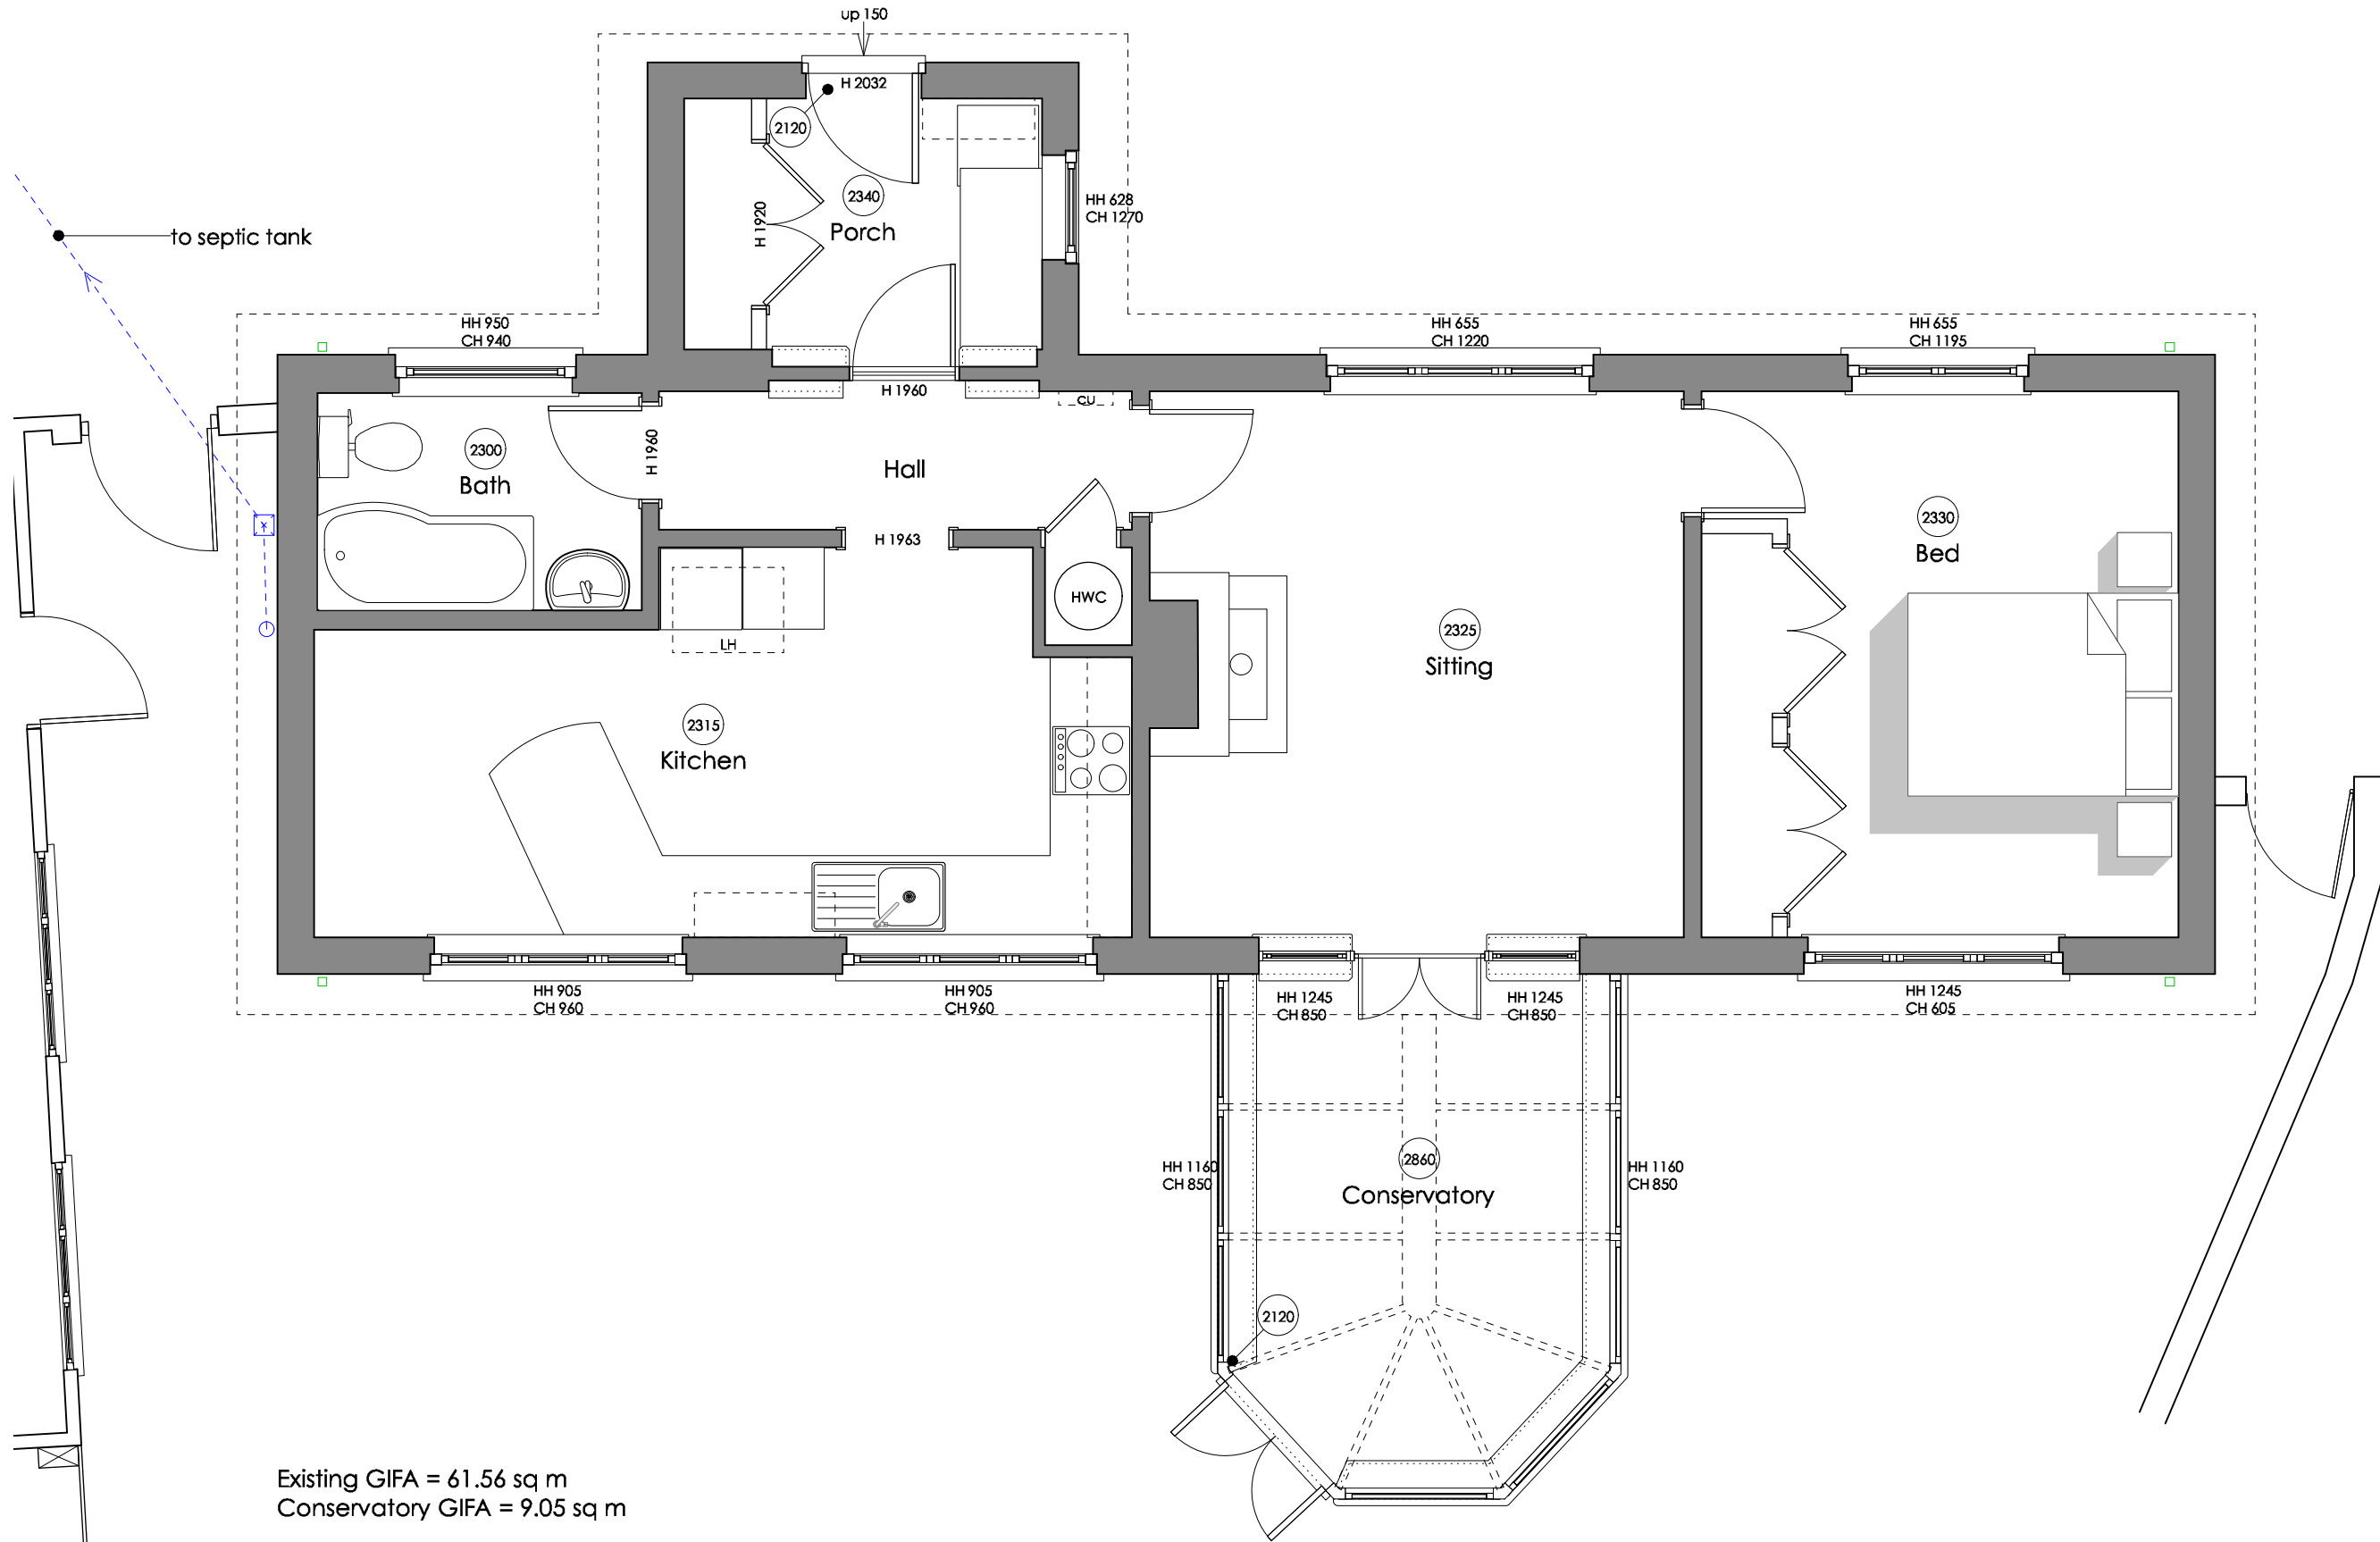 up 150
H 2032
2120
2340
Porch
H 1920
HH 628
CH 1270
to septic tank
HH 950
CH 940
HH 655
CH 1220
HH 655
CH 1195
H 1960
CU
2300
Bath
H 1960
Hall
H 1963
2330
Bed
HWC
LH
2325
Sitting
2315
Kitchen
HH 905
CH 960
HH 905
CH 960
HH 1245
CH 850
HH 1245
CH 850
HH 1245
CH 605
HH 1160
CH 850
2860
Conservatory
HH 1160
CH 850
2120
Existing GIFA = 61.56 sq m
Conservatory GIFA = 9.05 sq m